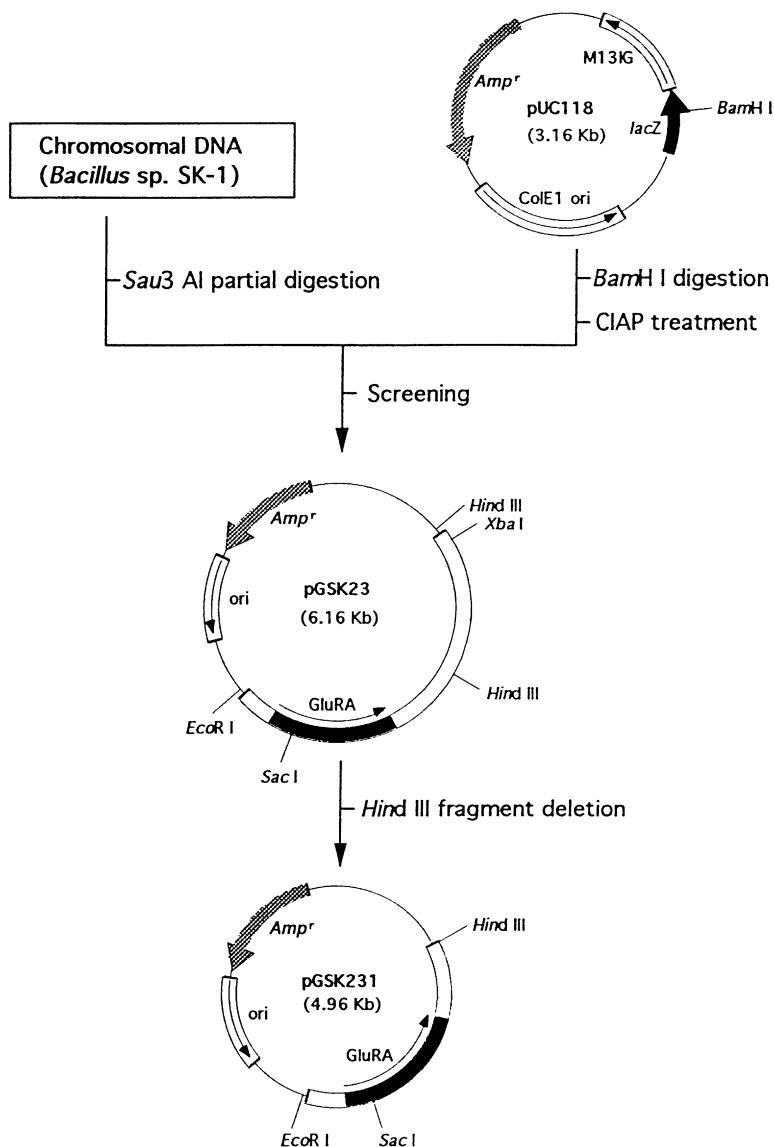 M13IG
Ampr
pUC118
(3.16 Kb)
BamH I
lacZ
ColE1 ori
Chromosomal DNA
(Bacillus sp. SK-1)
Sau3 AI partial digestion
BamH I digestion
CIAP treatment
Screening
Ampr
Hind III
Xba I
pGSK23
(6.16 Kb)
ori
Hind III
GluRA
EcoR I
Sac I
Hind III fragment deletion
Ampr
Hind III
pGSK231
(4.96 Kb)
ori
GluRA
EcoR I
Sac I